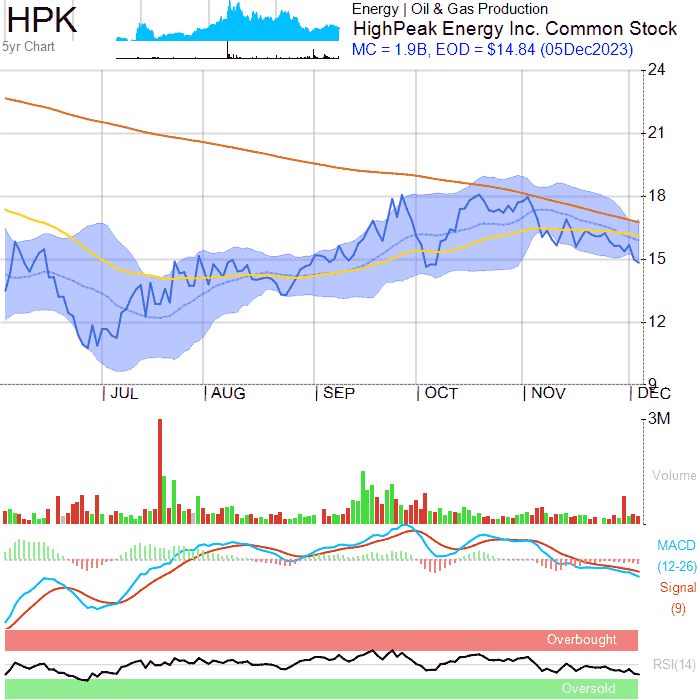 HPK
5yr Chart
Energy | Oil & Gas Production
HighPeak Energy Inc. Common Stock
MC = 1.9B, EOD = $14.84 (05Dec2023)
24
21
18
15
12
9
JUL AUG SEP OCT NOV DEC
3M
Volume
MACD
(12-26)
Signal
(9)
Overbought
RSI(14)
Oversold